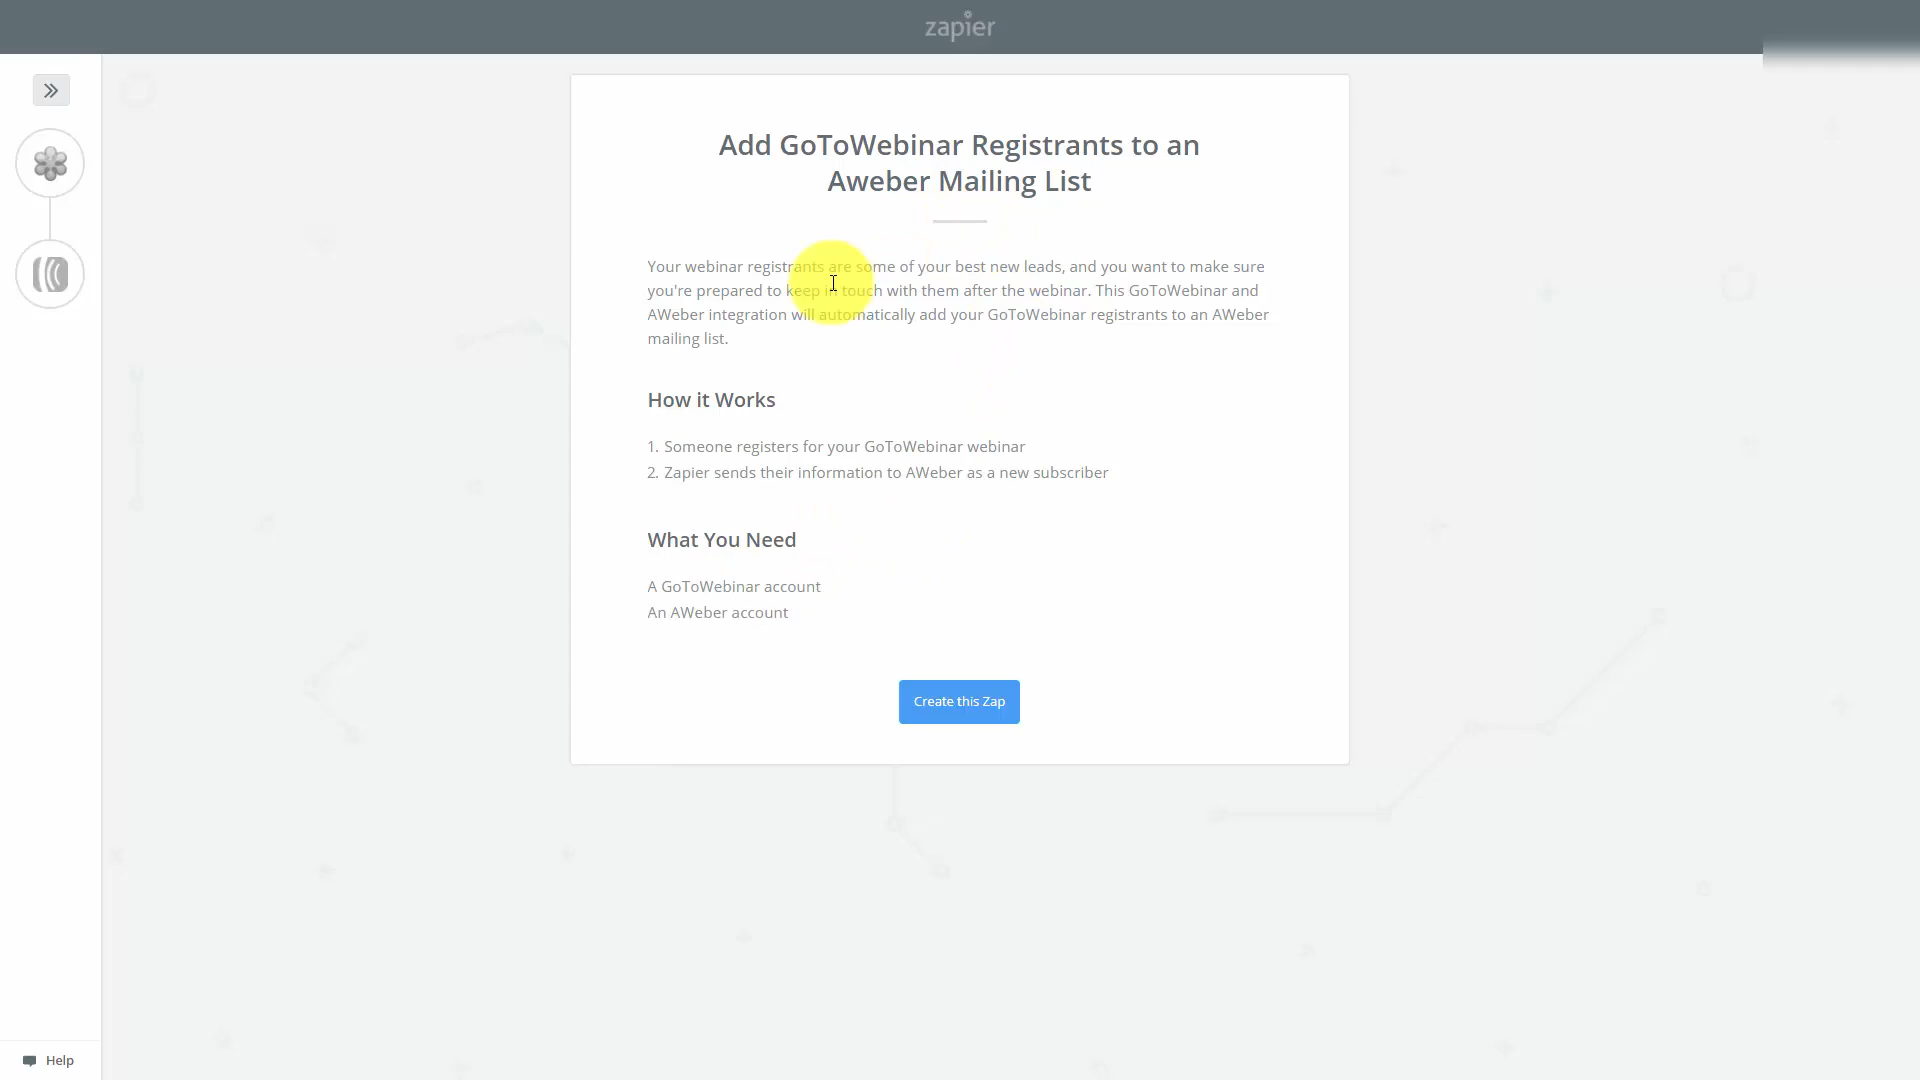 zapier
Add GoToWebinar Registrants to an
Aweber Mailing List
Your webinar registrants are some of your best new leads, and you want to make sure
you're prepared to keep in touch with them after the webinar. This GoToWebinar and
AWeber integration will automatically add your GoToWebinar registrants to an AWeber
mailing list.
How it Works
1. Someone registers for your GoToWebinar webinar
2. Zapier sends their information to AWeber as a new subscriber
What You Need
A GoToWebinar account
An AWeber account
Create this Zap
Help